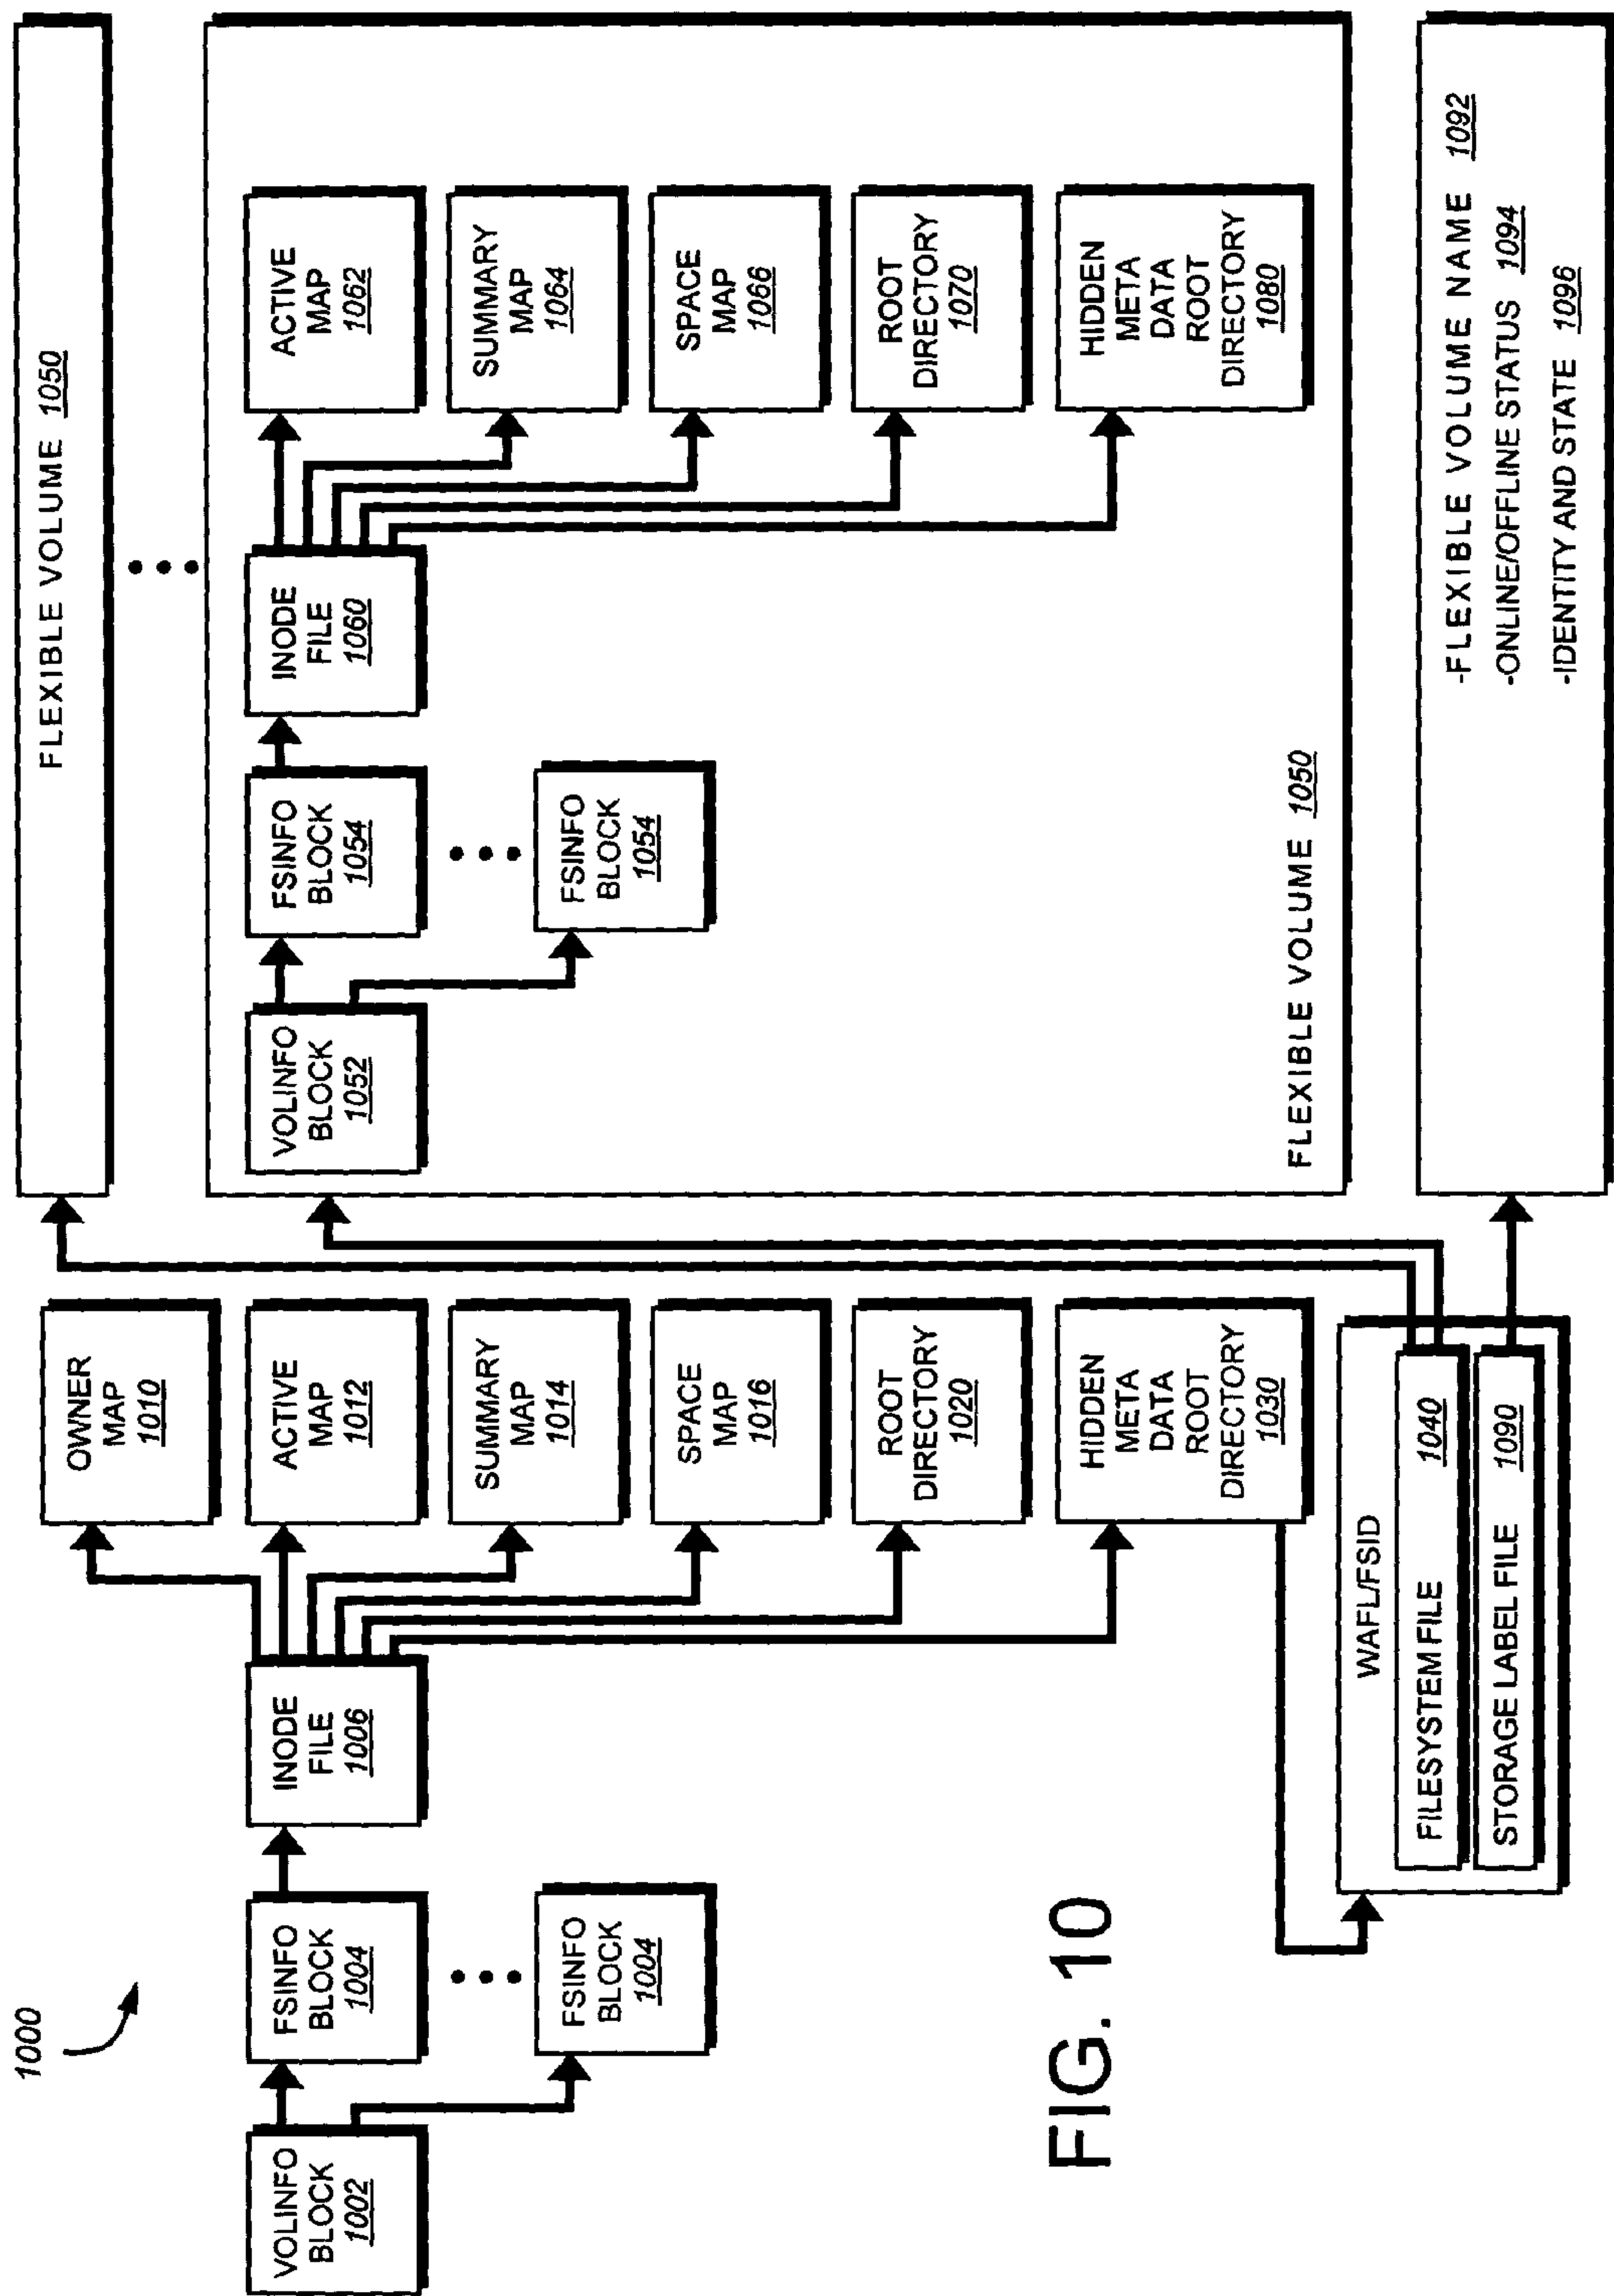 1000
VOLINFO
BLOCK
1002
FSINFO
BLOCK
1004
FSINFO
BLOCK
1004
INODE
FILE
1006
OWNER
MAP
1010
ACTIVE
MAP
1012
SUMMARY
MAP
1014
SPACE
MAP
1016
ROOT
DIRECTORY
1020
HIDDEN
META
DATA
ROOT
DIRECTORY
1030
WAFL/FSID
FILESYSTEM FILE 1040
STORAGE LABEL FILE 1090
FLEXIBLE VOLUME 1050
VOLINFO
BLOCK
1052
FSINFO
BLOCK
1054
FSINFO
BLOCK
1054
INODE
FILE
1060
ACTIVE
MAP
1062
SUMMARY
MAP
1064
SPACE
MAP
1066
ROOT
DIRECTORY
1070
HIDDEN
META
DATA
ROOT
DIRECTORY
1080
FLEXIBLE VOLUME 1050
-FLEXIBLE VOLUME NAME 1092
-ONLINE/OFFLINE STATUS 1094
-IDENTITY AND STATE 1096
FIG. 10